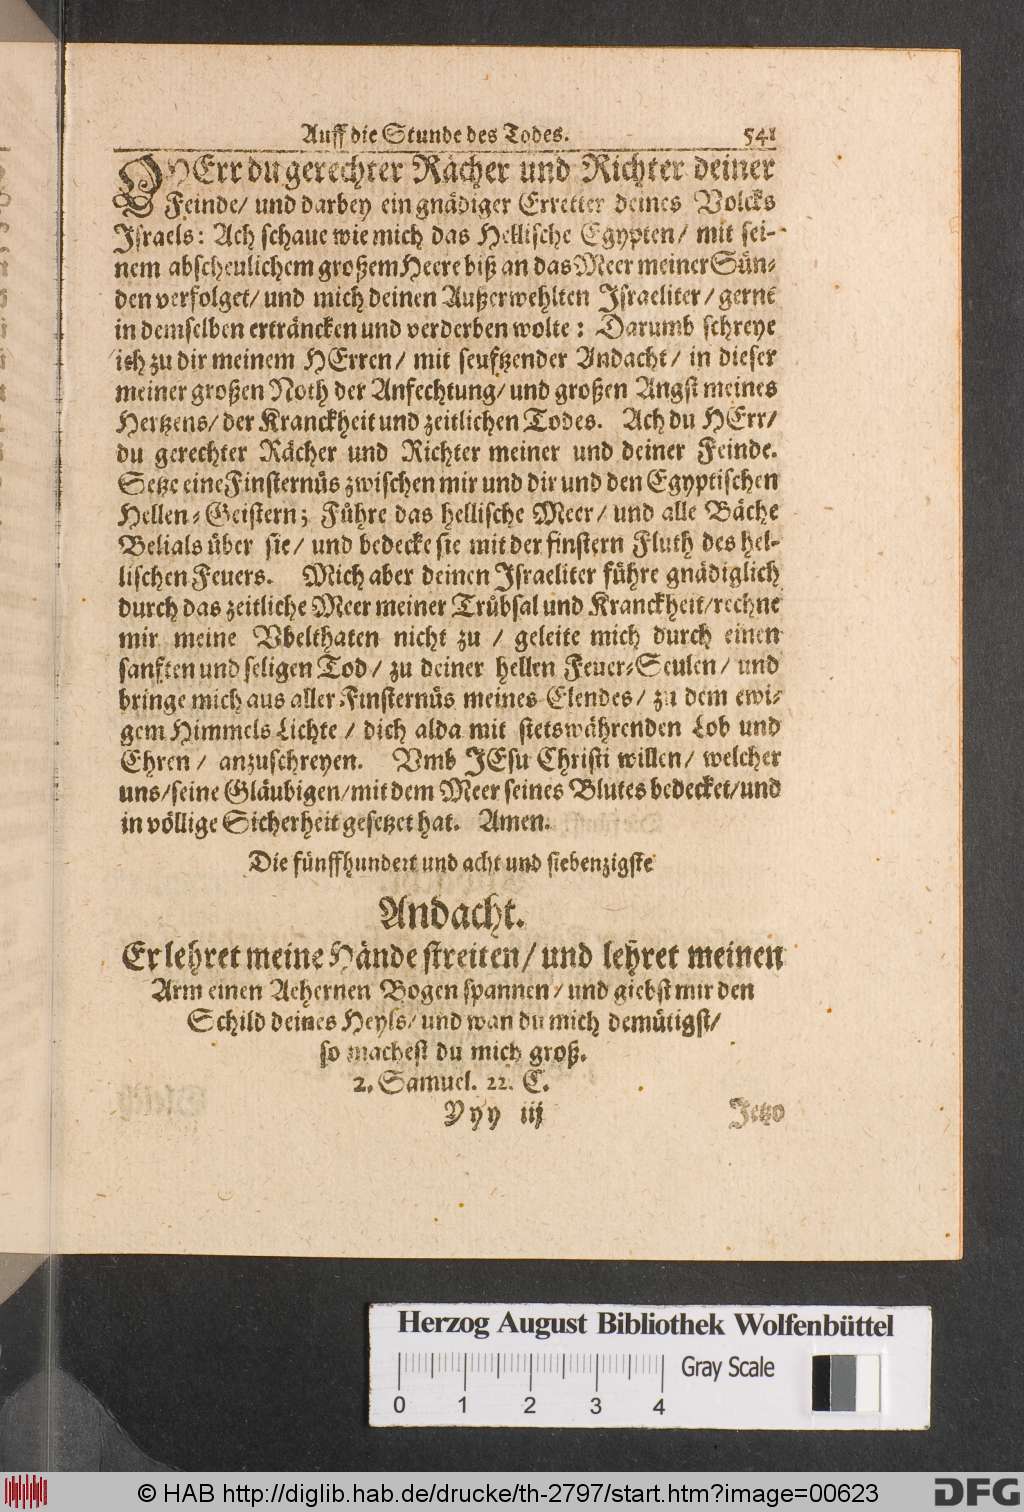 Auff die Stunde des Todes. 541
O HErr du gerechter Rächer und Richter deiner
Feinde/ und darbey ein gnädiger Erretter deines Volcks
Israels: Ach schaue wie mich das Hellische Egypten/ mit sei-
nem abscheulichem großem Heere biß an das Meer meiner Sün-
den verfolget/ und mich deinen Außerwehlten Israeliter/ gerne
in demselben erträncken und verderben wolte: Darumb schreye
ich zu dir meinem HErren/ mit seufftzender Andacht/ in dieser
meiner großen Noth der Anfechtung/ und großen Angst meines
Hertzens/ der Kranckheit und zeitlichen Todes. Ach du HErr/
du gerechter Rächer und Richter meiner und deiner Feinde.
Setze eine Finsternüs zwischen mir und dir und den Egyptischen
Hellen-Geistern; Führe das hellische Meer/ und alle Bäche
Belials über sie/ und bedecke sie mit der finstern Fluth des hel-
lischen Feuers. Mich aber deinen Israeliter führe gnädiglich
durch das zeitliche Meer meiner Trübsal und Kranckheit/ rechne
mir meine Vbelthaten nicht zu / geleite mich durch einen
sanften und seligen Tod/ zu deiner hellen Feuer-Seulen/ und
bringe mich aus aller Finsternüs meines Elendes/ zu dem ewi-
gem Himmels Lichte / dich alda mit stetswährenden Lob und
Ehren/ anzuschreyen. Vmb JEsu Christi willen/ welcher
uns/ seine Gläubigen/ mit dem Meer seines Blutes bedecket/ und
in völlige Sicherheit gesetzet hat. Amen.
Die fünffhundert und acht und siebenzigste
Andacht.
Er lehret meine Hände streiten/ und lehret meinen
Arm einen Aehernen Bogen spannen/ und giebst mir den
Schild deines Heyls/ und wan du mich demütigst/
so machest du mich groß.
2. Samuel. 22. C.
Yyy iij Jetzo
Herzog August Bibliothek Wolfenbüttel
Gray Scale
0 1 2 3 4
© HAB http://diglib.hab.de/drucke/th-2797/start.htm?image=00623
DFG